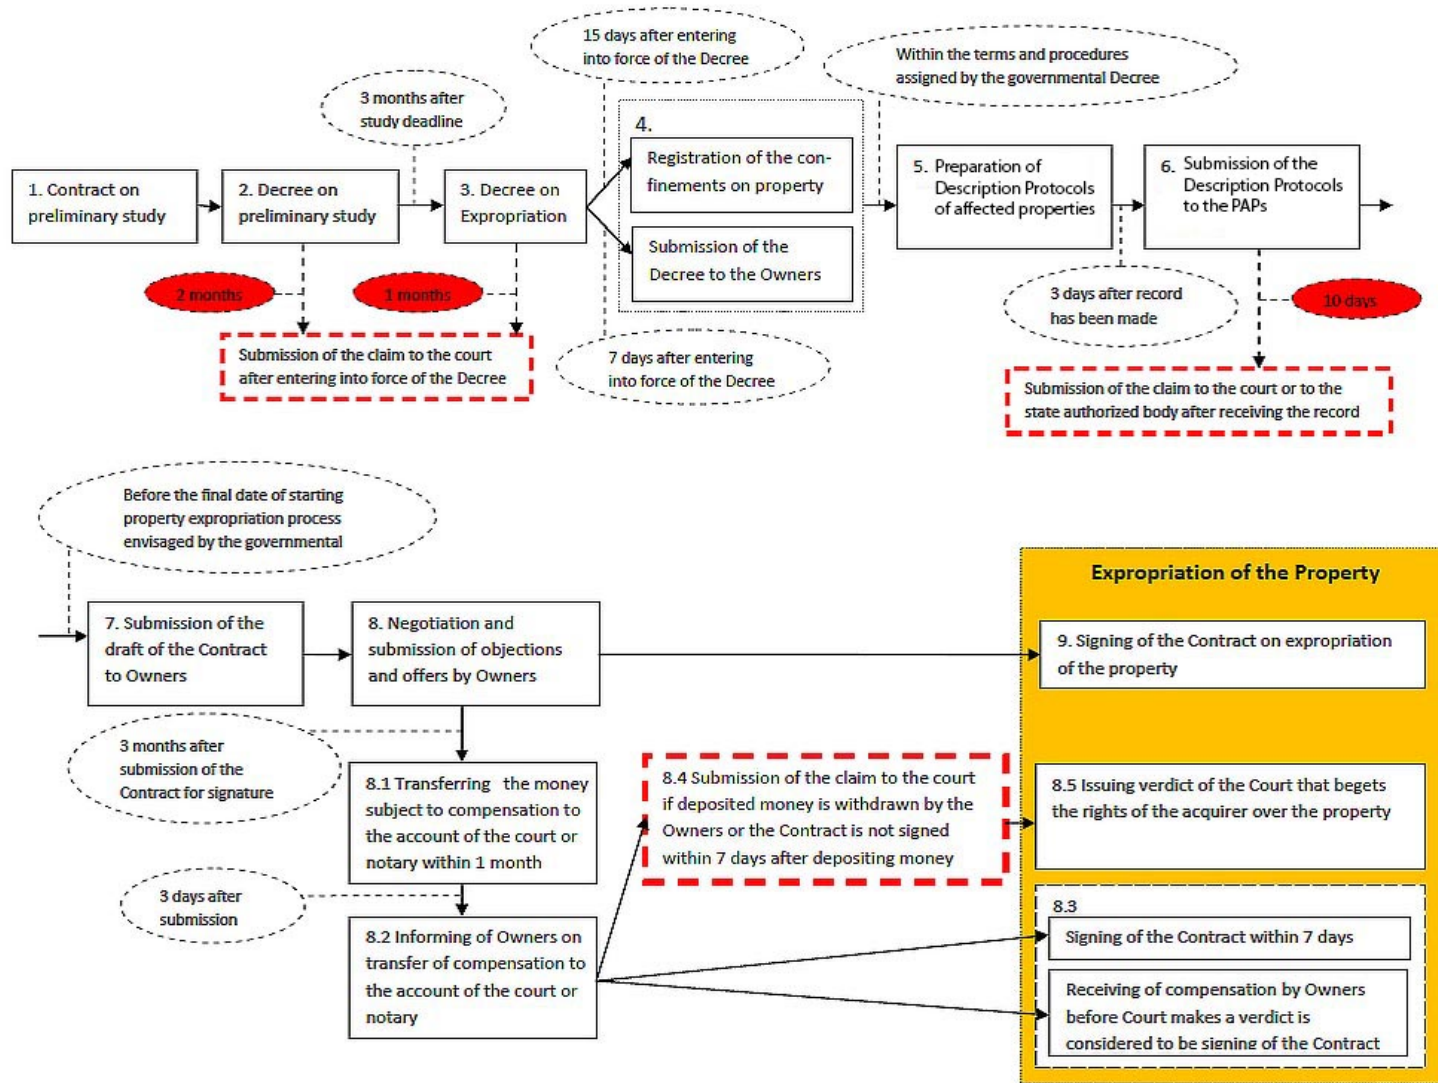 15 days after entering
into force of the Decree
Within the terms and procedures
assigned by the governmental Decree
3 months after
study deadline
4.
Registration of the con-
finements on property
Submission of the
Decree to the Owners
1. Contract on
preliminary study
2. Decree on
preliminary study
3. Decree on
Expropriation
5. Preparation of
Description Protocols
of affected properties
6. Submission of the
Description Protocols
to the PAPs
2 months
1 months
3 days after record
has been made
10 days
Submission of the claim to the court
after entering into force of the Decree
7 days after entering
into force of the Decree
Submission of the claim to the court or to the
state authorized body after receiving the record
Before the final date of starting
property expropriation process
envisaged by the governmental
Expropriation of the Property
7. Submission of the
draft of the Contract
to Owners
8. Negotiation and
submission of objections
and offers by Owners
9. Signing of the Contract on expropriation
of the property
3 months after
submission of the
Contract for signature
8.1 Transferring the money
subject to compensation to
the account of the court or
notary within 1 month
8.4 Submission of the claim to the court
if deposited money is withdrawn by the
Owners or the Contract is not signed
within 7 days after depositing money
8.5 Issuing verdict of the Court that begets
the rights of the acquirer over the property
3 days after
submission
8.2 Informing of Owners on
transfer of compensation to
the account of the court or
notary
8.3
Signing of the Contract within 7 days
Receiving of compensation by Owners
before Court makes a verdict is
considered to be signing of the Contract